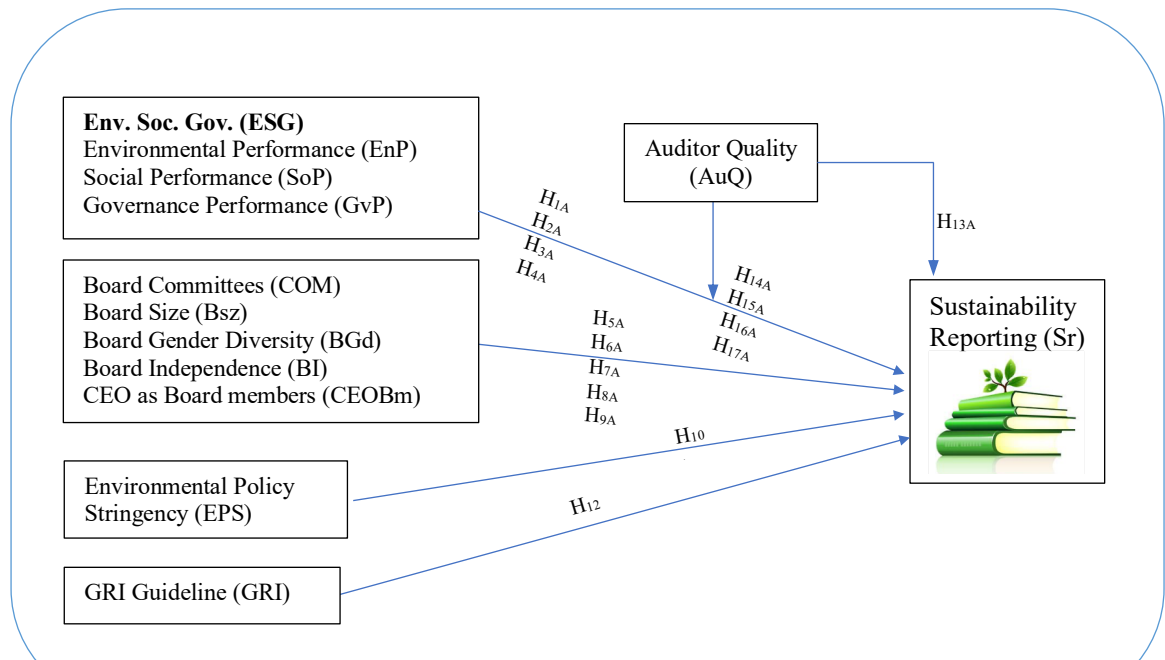 Env. Soc. Gov. (ESG)
Environmental Performance (EnP)
Social Performance (SoP)
Governance Performance (GvP)
Auditor Quality
(AuQ)
H1A
H2A
H3A
H4A
H13A
Board Committees (COM)
Board Size (Bsz)
Board Gender Diversity (BGd)
Board Independence (BI)
CEO as Board members (CEOBm)
H14A
H15A
H16A
H17A
H5A
H6A
H7A
H8A
H9A
Sustainability
Reporting (Sr)
H10
Environmental Policy
Stringency (EPS)
H12
GRI Guideline (GRI)